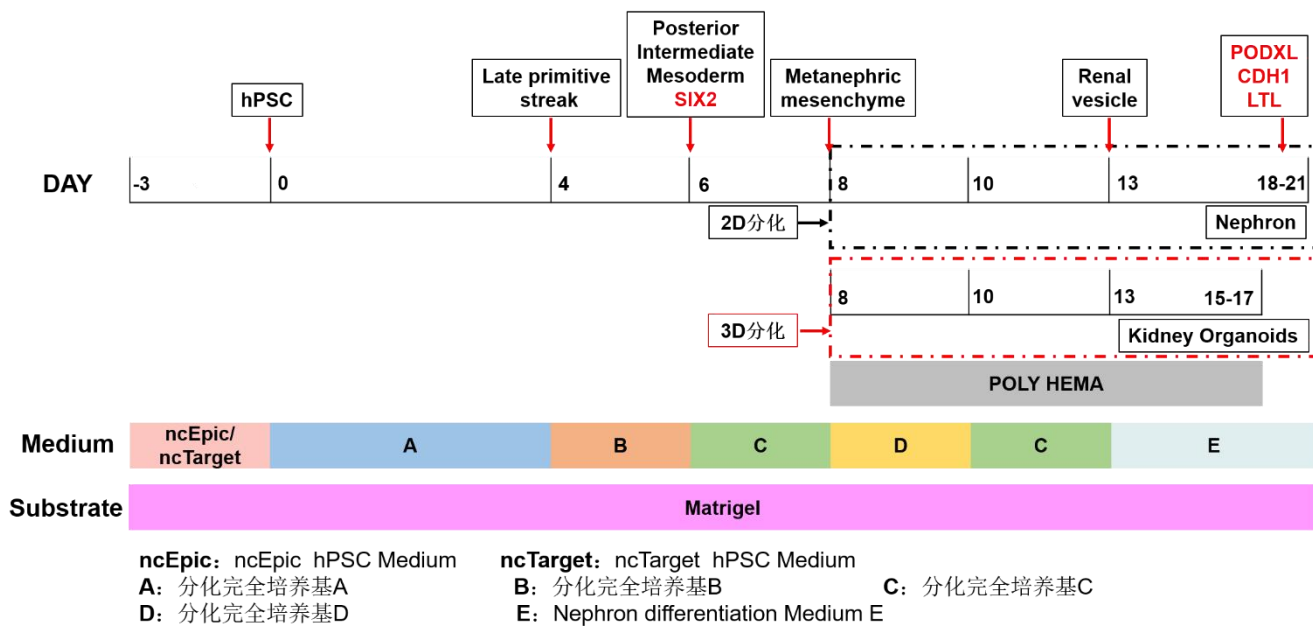 hPSC
Late primitive
streak
Posterior
Intermediate
Mesoderm
SIX2
Metanephric
mesenchyme
Renal
vesicle
PODXL
CDH1
LTL
DAY
-3
0
4
6
8
10
13
18-21
2D分化
Nephron
8
10
13
15-17
3D分化
Kidney Organoids
POLY HEMA
Medium
ncEpic/
ncTarget
A
B
C
D
C
E
Substrate
Matrigel
ncEpic：ncEpic hPSC Medium
ncTarget：ncTarget hPSC Medium
A：分化完全培养基A
B：分化完全培养基B
C：分化完全培养基C
D：分化完全培养基D
E：Nephron differentiation Medium E